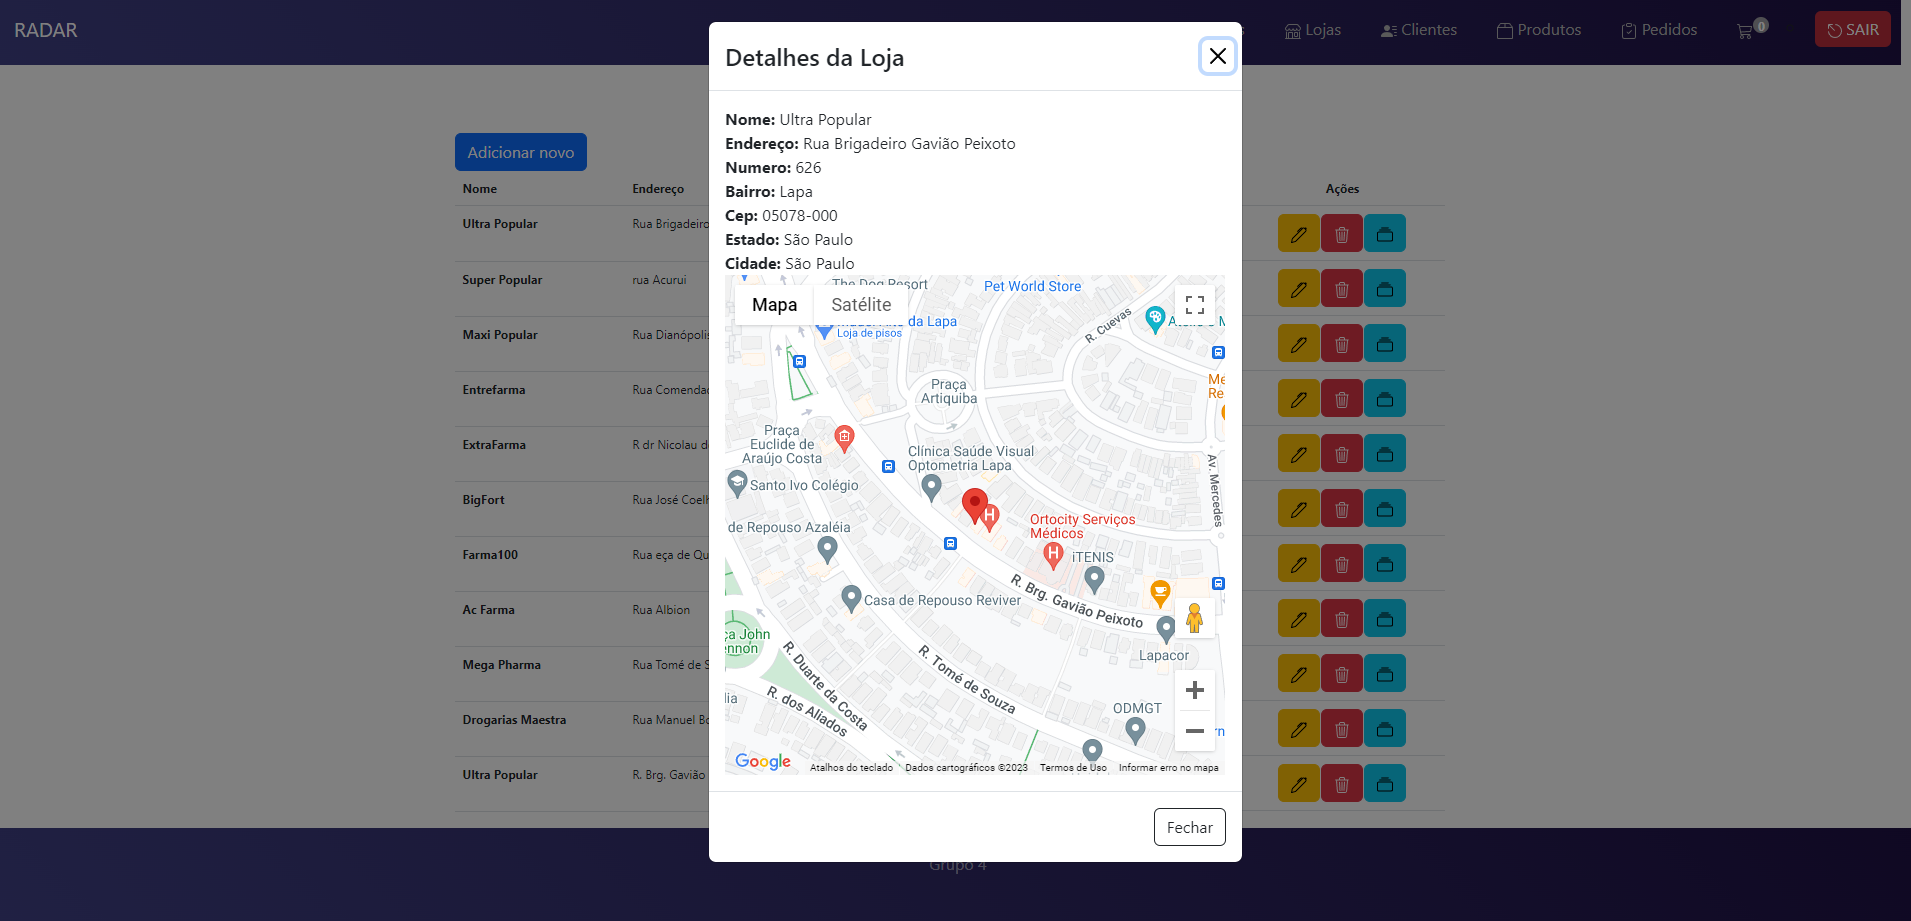 RADAR
Lojas
Clientes
Produtos
Pedidos
0
SAIR
Detalhes da Loja
Nome: Ultra Popular
Endereço: Rua Brigadeiro Gavião Peixoto
Numero: 626
Bairro: Lapa
Cep: 05078-000
Estado: São Paulo
Cidade: São Paulo
Adicionar novo
Nome Endereço Ações
Ultra Popular Rua Brigadeiro
Super Popular rua Acurui
Maxi Popular Rua Dianópolis
Entrefarma Rua Comendad
ExtraFarma R dr Nicolau d
BigFort Rua José Coelh
Farma100 Rua eça de Qu
Ac Farma Rua Albion
Mega Pharma Rua Tomé de S
Drogarias Maestra Rua Manuel Bo
Ultra Popular R. Brg. Gavião
Mapa
Satélite
The Dog Resort
Pet World Store
da Lapa
Loja de pisos
R. Cuevas
Praça
Artiquiba
Me
Re
Praça
Euclide de
Araújo Costa
Clínica Saúde Visual
Optometria Lapa
Santo Ivo Colégio
Av. Mercedes
de Repouso Azaléia
Ortocity Serviços
Médicos
iTENIS
R. Brg. Gavião Peixoto
Casa de Repouso Reviver
ça John
ennon
Lapacor
R. Duarte da Costa
R. Tomé de Souza
R. dos Aliados
lia
ODMGT
rn
Google
Atalhos do teclado
Dados cartográficos ©2023
Termos de Uso
Informar erro no mapa
Fechar
Grupo 4